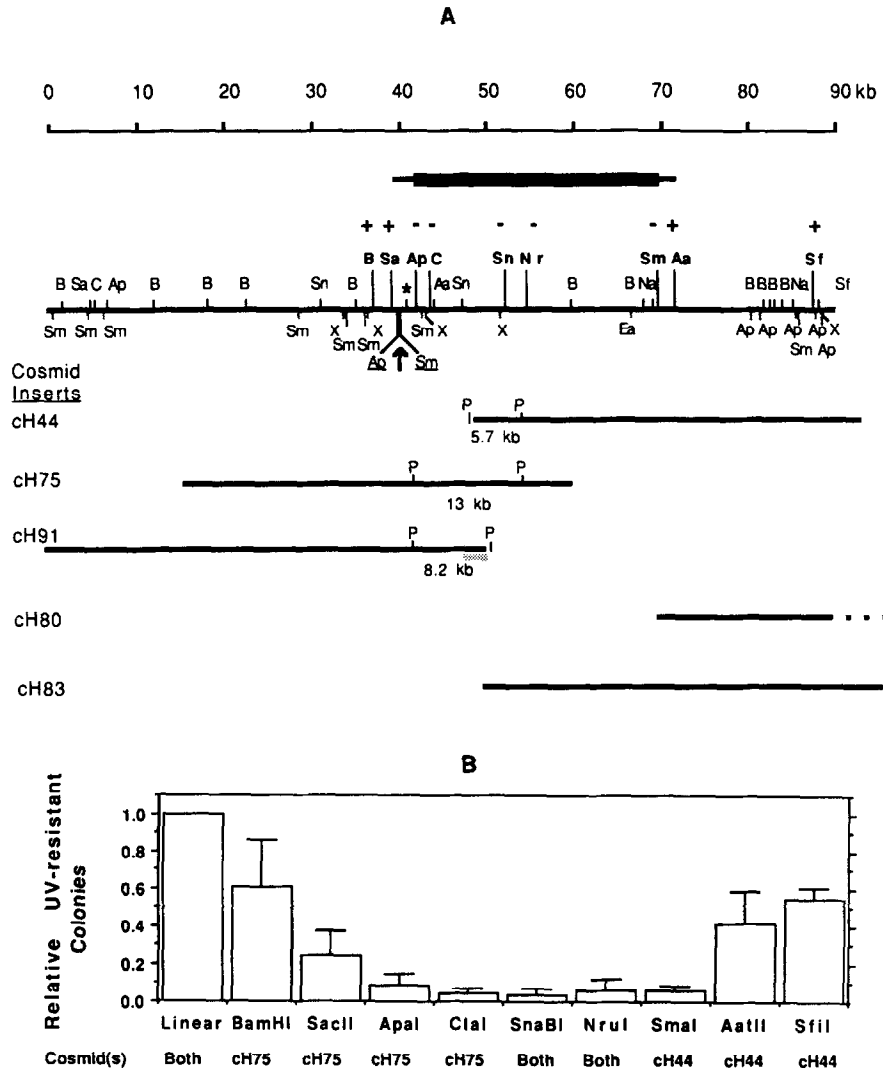 A
0 10 20 30 40 50 60 70 80 90 kb
+ + - - - - - + +
B Sa Ap C Sn Nr Sm Aa Sf
B Sa C Ap B B B Sn B * Aa Sn B B Na B B B B B Na Sf
Sm Sm Sm Sm X Sm Sm X Sm X X Ea Ap Ap Ap Ap X
Sm Ap
Ap Sm
Cosmid
Inserts
cH44 P P
5.7 kb
cH75 P P
13 kb
cH91 P P
8.2 kb
cH80
cH83
B
Relative UV-resistant
Colonies
1.0
0.8
0.6
0.4
0.2
0.0
Linear BamHI SacII ApaI ClaI SnaBI NruI SmaI AatII SfiI
Cosmid(s) Both cH75 cH75 cH75 cH75 Both Both cH44 cH44 cH44